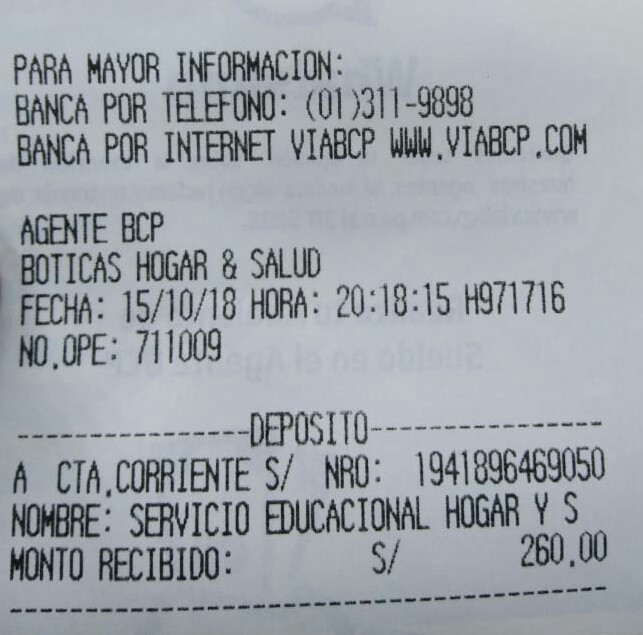 PARA MAYOR INFORMACION:
BANCA POR TELEFONO: (01)311-9898
BANCA POR INTERNET VIABCP WWW.VIABCP.COM
AGENTE BCP
BOTICAS HOGAR & SALUD
FECHA: 15/10/18 HORA: 20:18:15 H971716
NO.OPE: 711009
----------------DEPOSITO----------------
A CTA.CORRIENTE S/ NRO: 1941896469050
NOMBRE: SERVICIO EDUCACIONAL HOGAR Y S
MONTO RECIBIDO: S/ 260.00
----------------------------------------